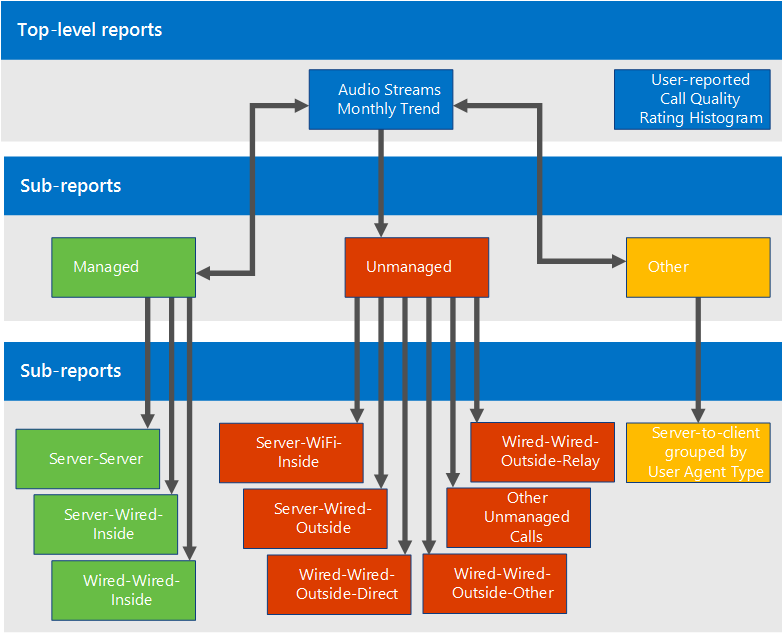 Top-level reports
Audio Streams
Monthly Trend
User-reported
Call Quality
Rating Histogram
Sub-reports
Managed
Unmanaged
Other
Sub-reports
Server-Server
Server-Wired-
Inside
Wired-Wired-
Inside
Server-WiFi-
Inside
Server-Wired-
Outside
Wired-Wired-
Outside-Direct
Wired-Wired-
Outside-Relay
Other
Unmanaged
Calls
Wired-Wired-
Outside-Other
Server-to-client
grouped by
User Agent Type